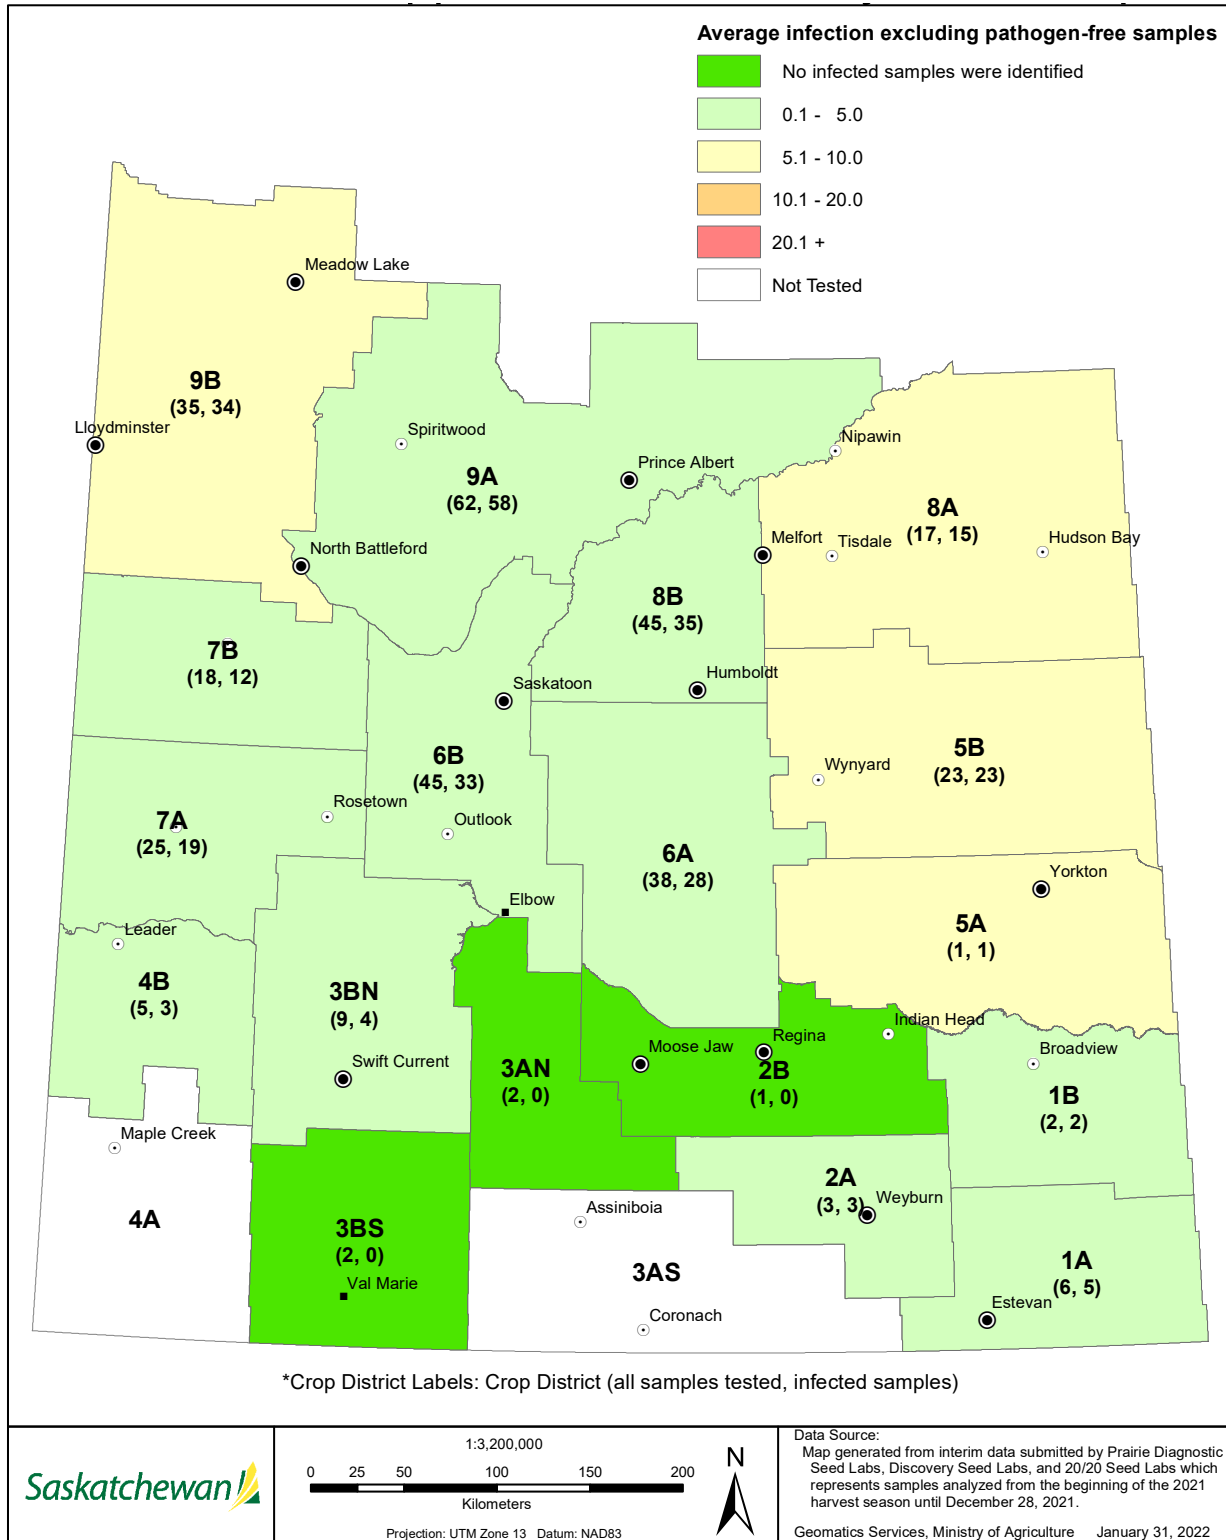 Average infection excluding pathogen-free samples
No infected samples were identified
0.1 - 5.0
5.1 - 10.0
10.1 - 20.0
20.1 +
Not Tested
Meadow Lake
9B
(35, 34)
Lloydminster
Spiritwood
9A
(62, 58)
Prince Albert
Nipawin
8A
(17, 15)
North Battleford
Melfort
Tisdale
Hudson Bay
8B
(45, 35)
7B
(18, 12)
Humboldt
Saskatoon
6B
(45, 33)
5B
(23, 23)
Wynyard
Rosetown
7A
(25, 19)
Outlook
6A
(38, 28)
Yorkton
Elbow
5A
(1, 1)
Leader
4B
(5, 3)
3BN
(9, 4)
Indian Head
Moose Jaw
Regina
Broadview
Swift Current
3AN
(2, 0)
2B
(1, 0)
1B
(2, 2)
Maple Creek
4A
2A
(3, 3)
Weyburn
Assiniboia
3BS
(2, 0)
Val Marie
3AS
1A
(6, 5)
Estevan
Coronach
*Crop District Labels: Crop District (all samples tested, infected samples)
Saskatchewan
1:3,200,000
0 25 50 100 150 200
Kilometers
Projection: UTM Zone 13 Datum: NAD83
N
Data Source:
Map generated from interim data submitted by Prairie Diagnostic
Seed Labs, Discovery Seed Labs, and 20/20 Seed Labs which
represents samples analyzed from the beginning of the 2021
harvest season until December 28, 2021.
Geomatics Services, Ministry of Agriculture January 31, 2022